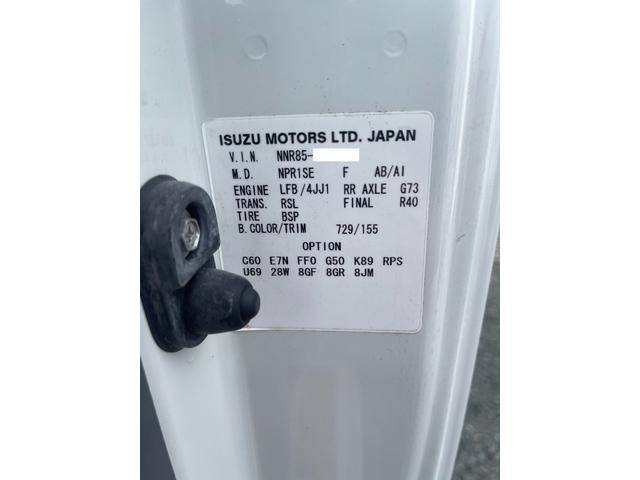 ISUZU MOTORS LTD. JAPAN
V.I.N. NNR85-
M.D. NPR1SE F AB/AI
ENGINE LFB/4JJ1 RR AXLE G73
TRANS. RSL FINAL R40
TIRE BSP
B.COLOR/TRIM 729/155
OPTION
C60 E7N FF0 G50 K89 RPS
U69 28W 8GF 8GR 8JM